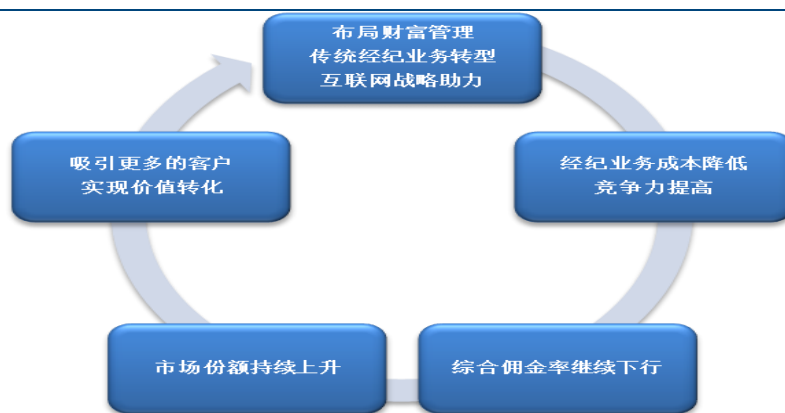 布局财富管理
传统经纪业务转型
互联网战略助力
吸引更多的客户
实现价值转化
经纪业务成本降低
竞争力提高
市场份额持续上升
综合佣金率继续下行